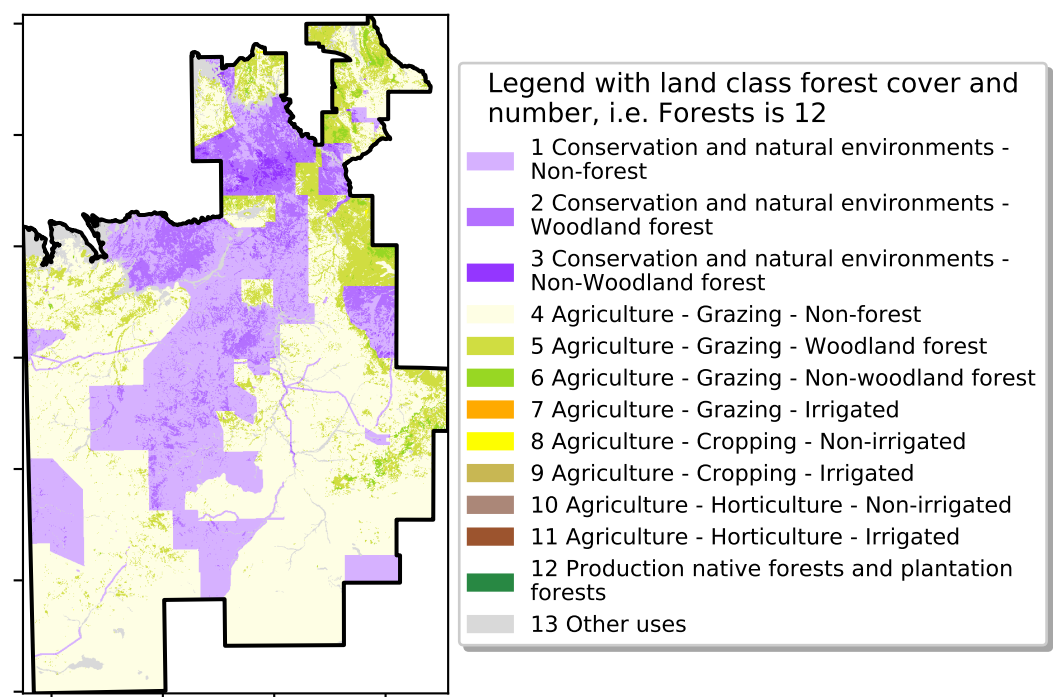 Legend with land class forest cover and
number, i.e. Forests is 12
1 Conservation and natural environments -
Non-forest
2 Conservation and natural environments -
Woodland forest
3 Conservation and natural environments -
Non-Woodland forest
4 Agriculture - Grazing - Non-forest
5 Agriculture - Grazing - Woodland forest
6 Agriculture - Grazing - Non-woodland forest
7 Agriculture - Grazing - Irrigated
8 Agriculture - Cropping - Non-irrigated
9 Agriculture - Cropping - Irrigated
10 Agriculture - Horticulture - Non-irrigated
11 Agriculture - Horticulture - Irrigated
12 Production native forests and plantation
forests
13 Other uses